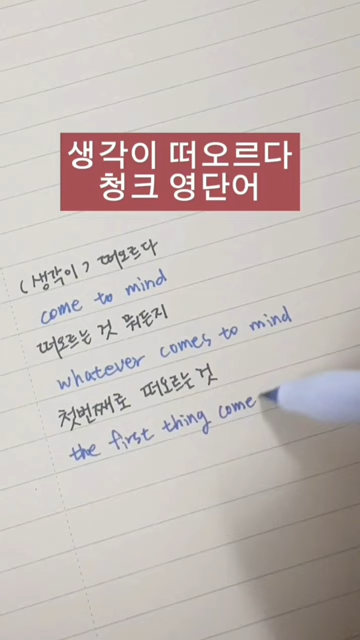 생각이 떠오르다
청크 영단어
(생각이) 떠오르다
come to mind
떠오르는 것 뭐든지
whatever comes to mind
첫번째로 떠오르는 것
the first thing come